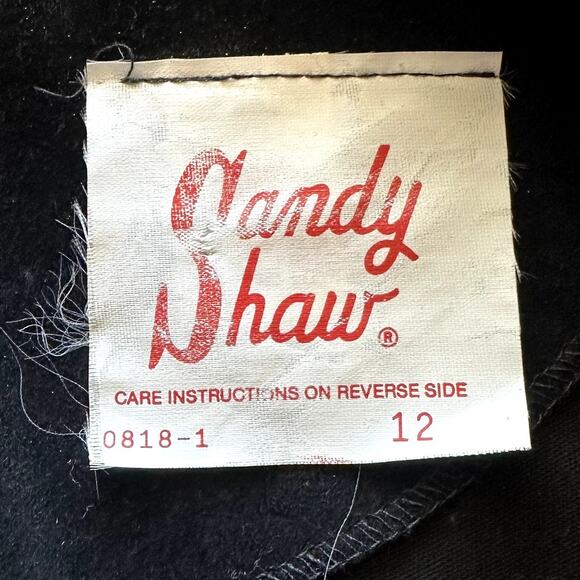 Sandy
Shaw®
CARE INSTRUCTIONS ON REVERSE SIDE
0818-1 12